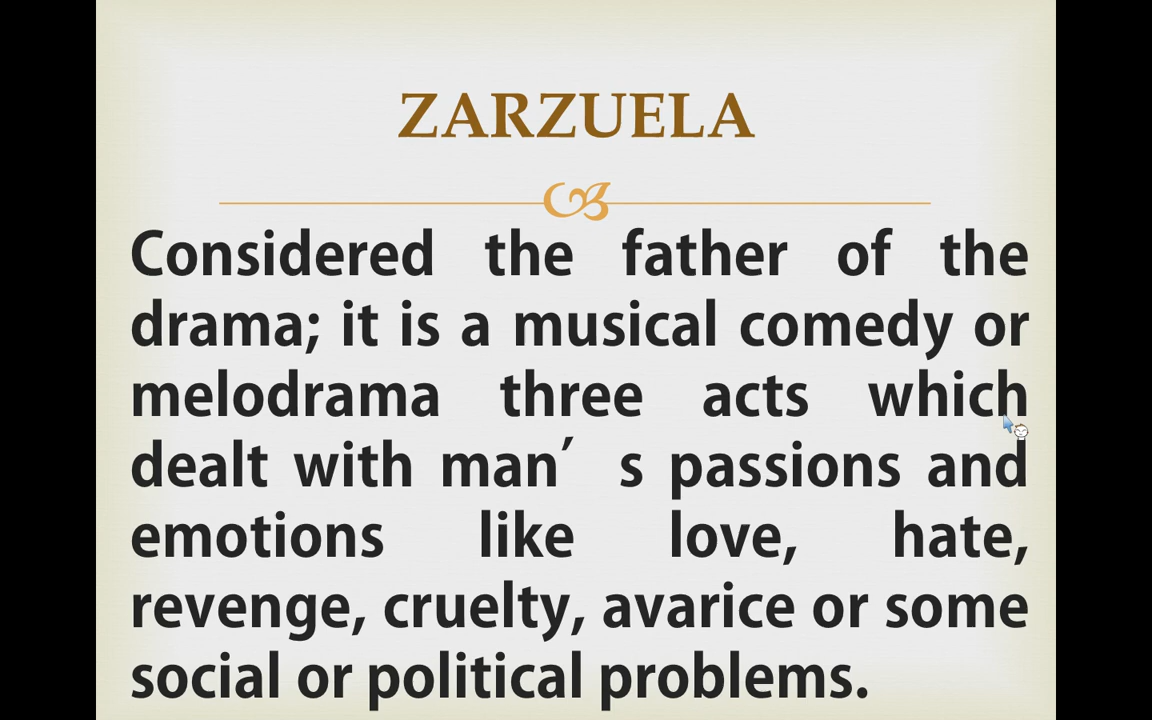 ZARZUELA
Considered the father of the
drama; it is a musical comedy or
melodrama three acts which
dealt with man´ s passions and
emotions like love, hate,
revenge, cruelty, avarice or some
social or political problems.